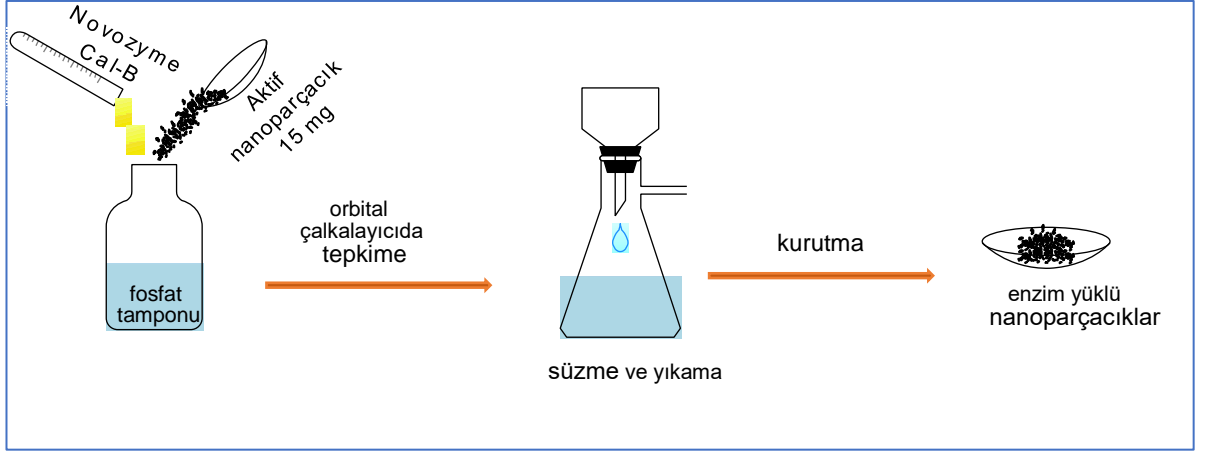 Novozyme
Cal-B
Aktif
nanoparçacık
15 mg
fosfat
tamponu
orbital
çalkalayıcıda
tepkime
süzme ve yıkama
kurutma
enzim yüklü
nanoparçacıklar